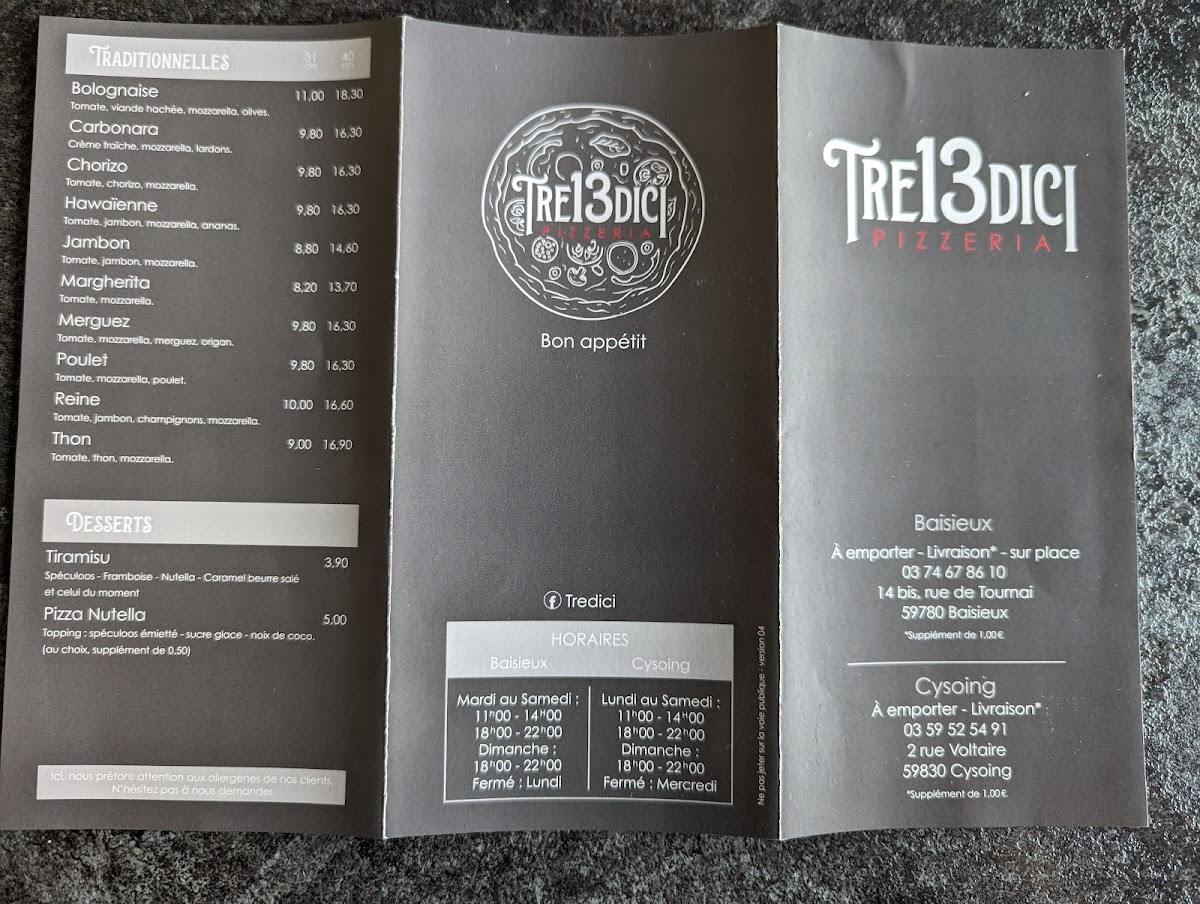 TRADITIONNELLES 31 cm 40 cm
Bolognaise 11,00 18,30
Tomate, viande hachée, mozzarella, olives.
Carbonara 9,80 16,30
Crème fraîche, mozzarella, lardons.
Chorizo 9,80 16,30
Tomate, chorizo, mozzarella.
Hawaïenne 9,80 16,30
Tomate, jambon, mozzarella, ananas.
Jambon 8,80 14,60
Tomate, jambon, mozzarella.
Margherita 8,20 13,70
Tomate, mozzarella.
Merguez 9,80 16,30
Tomate, mozzarella, merguez, origan.
Poulet 9,80 16,30
Tomate, mozzarella, poulet.
Reine 10,00 16,60
Tomate, jambon, champignons, mozzarella.
Thon 9,00 16,90
Tomate, thon, mozzarella.
DESSERTS
Tiramisu 3,90
Spéculoos - Framboise - Nutella - Caramel beurre salé
et celui du moment
Pizza Nutella 5,00
Topping : spéculoos émietté - sucre glace - noix de coco.
(au choix, supplément de 0,50)
Ici, nous prêtons attention aux allergènes de nos clients,
N'hésitez pas à nous demander.
TRE13DICI
PIZZERIA
Bon appétit
Tredici
HORAIRES
Baisieux
Mardi au Samedi :
11h00 - 14H00
18h00 - 22h00
Dimanche :
18h00 - 22h00
Fermé : Lundi
Cysoing
Lundi au Samedi :
11h00 - 14H00
18h00 - 22h00
Dimanche :
18h00 - 22h00
Fermé : Mercredi
Ne pas jeter sur la voie publique - version 04
TRE13DICI
PIZZERIA
Baisieux
À emporter - Livraison* - sur place
03 74 67 86 10
14 bis, rue de Tournai
59780 Baisieux
*Supplément de 1,00€
Cysoing
À emporter - Livraison*
03 59 52 54 91
2 rue Voltaire
59830 Cysoing
*Supplément de 1,00€